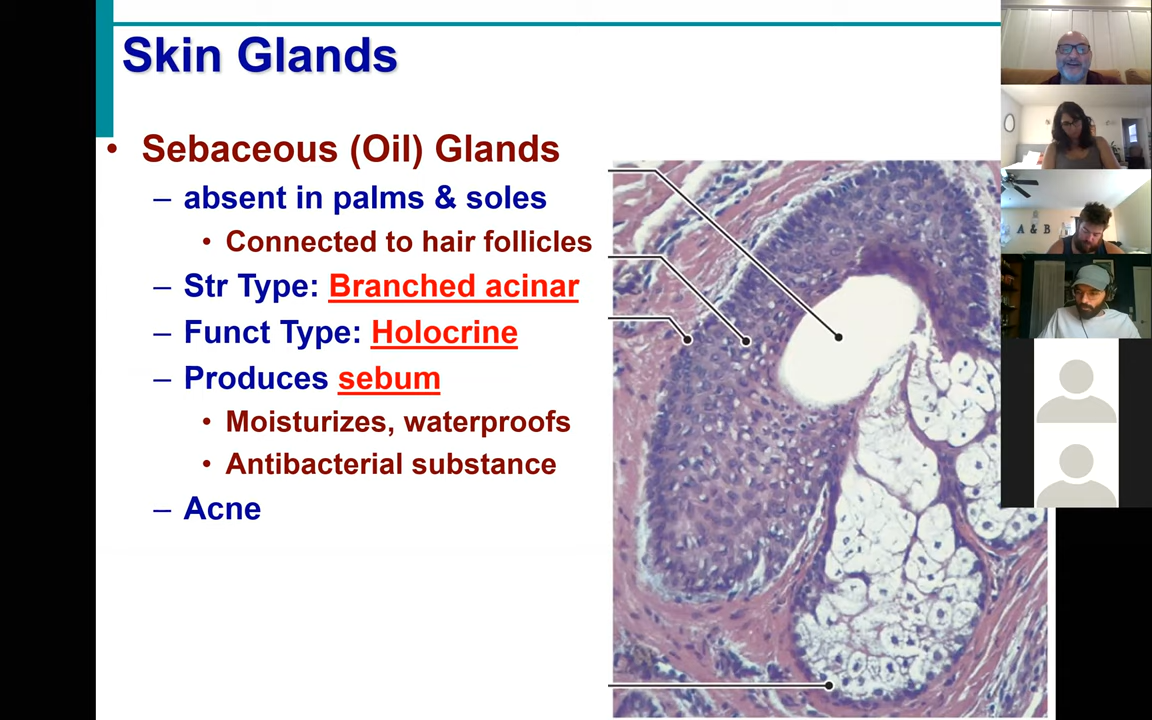 Skin Glands
• Sebaceous (Oil) Glands
– absent in palms & soles
• Connected to hair follicles
– Str Type: Branched acinar
– Funct Type: Holocrine
– Produces sebum
• Moisturizes, waterproofs
• Antibacterial substance
– Acne
A & B